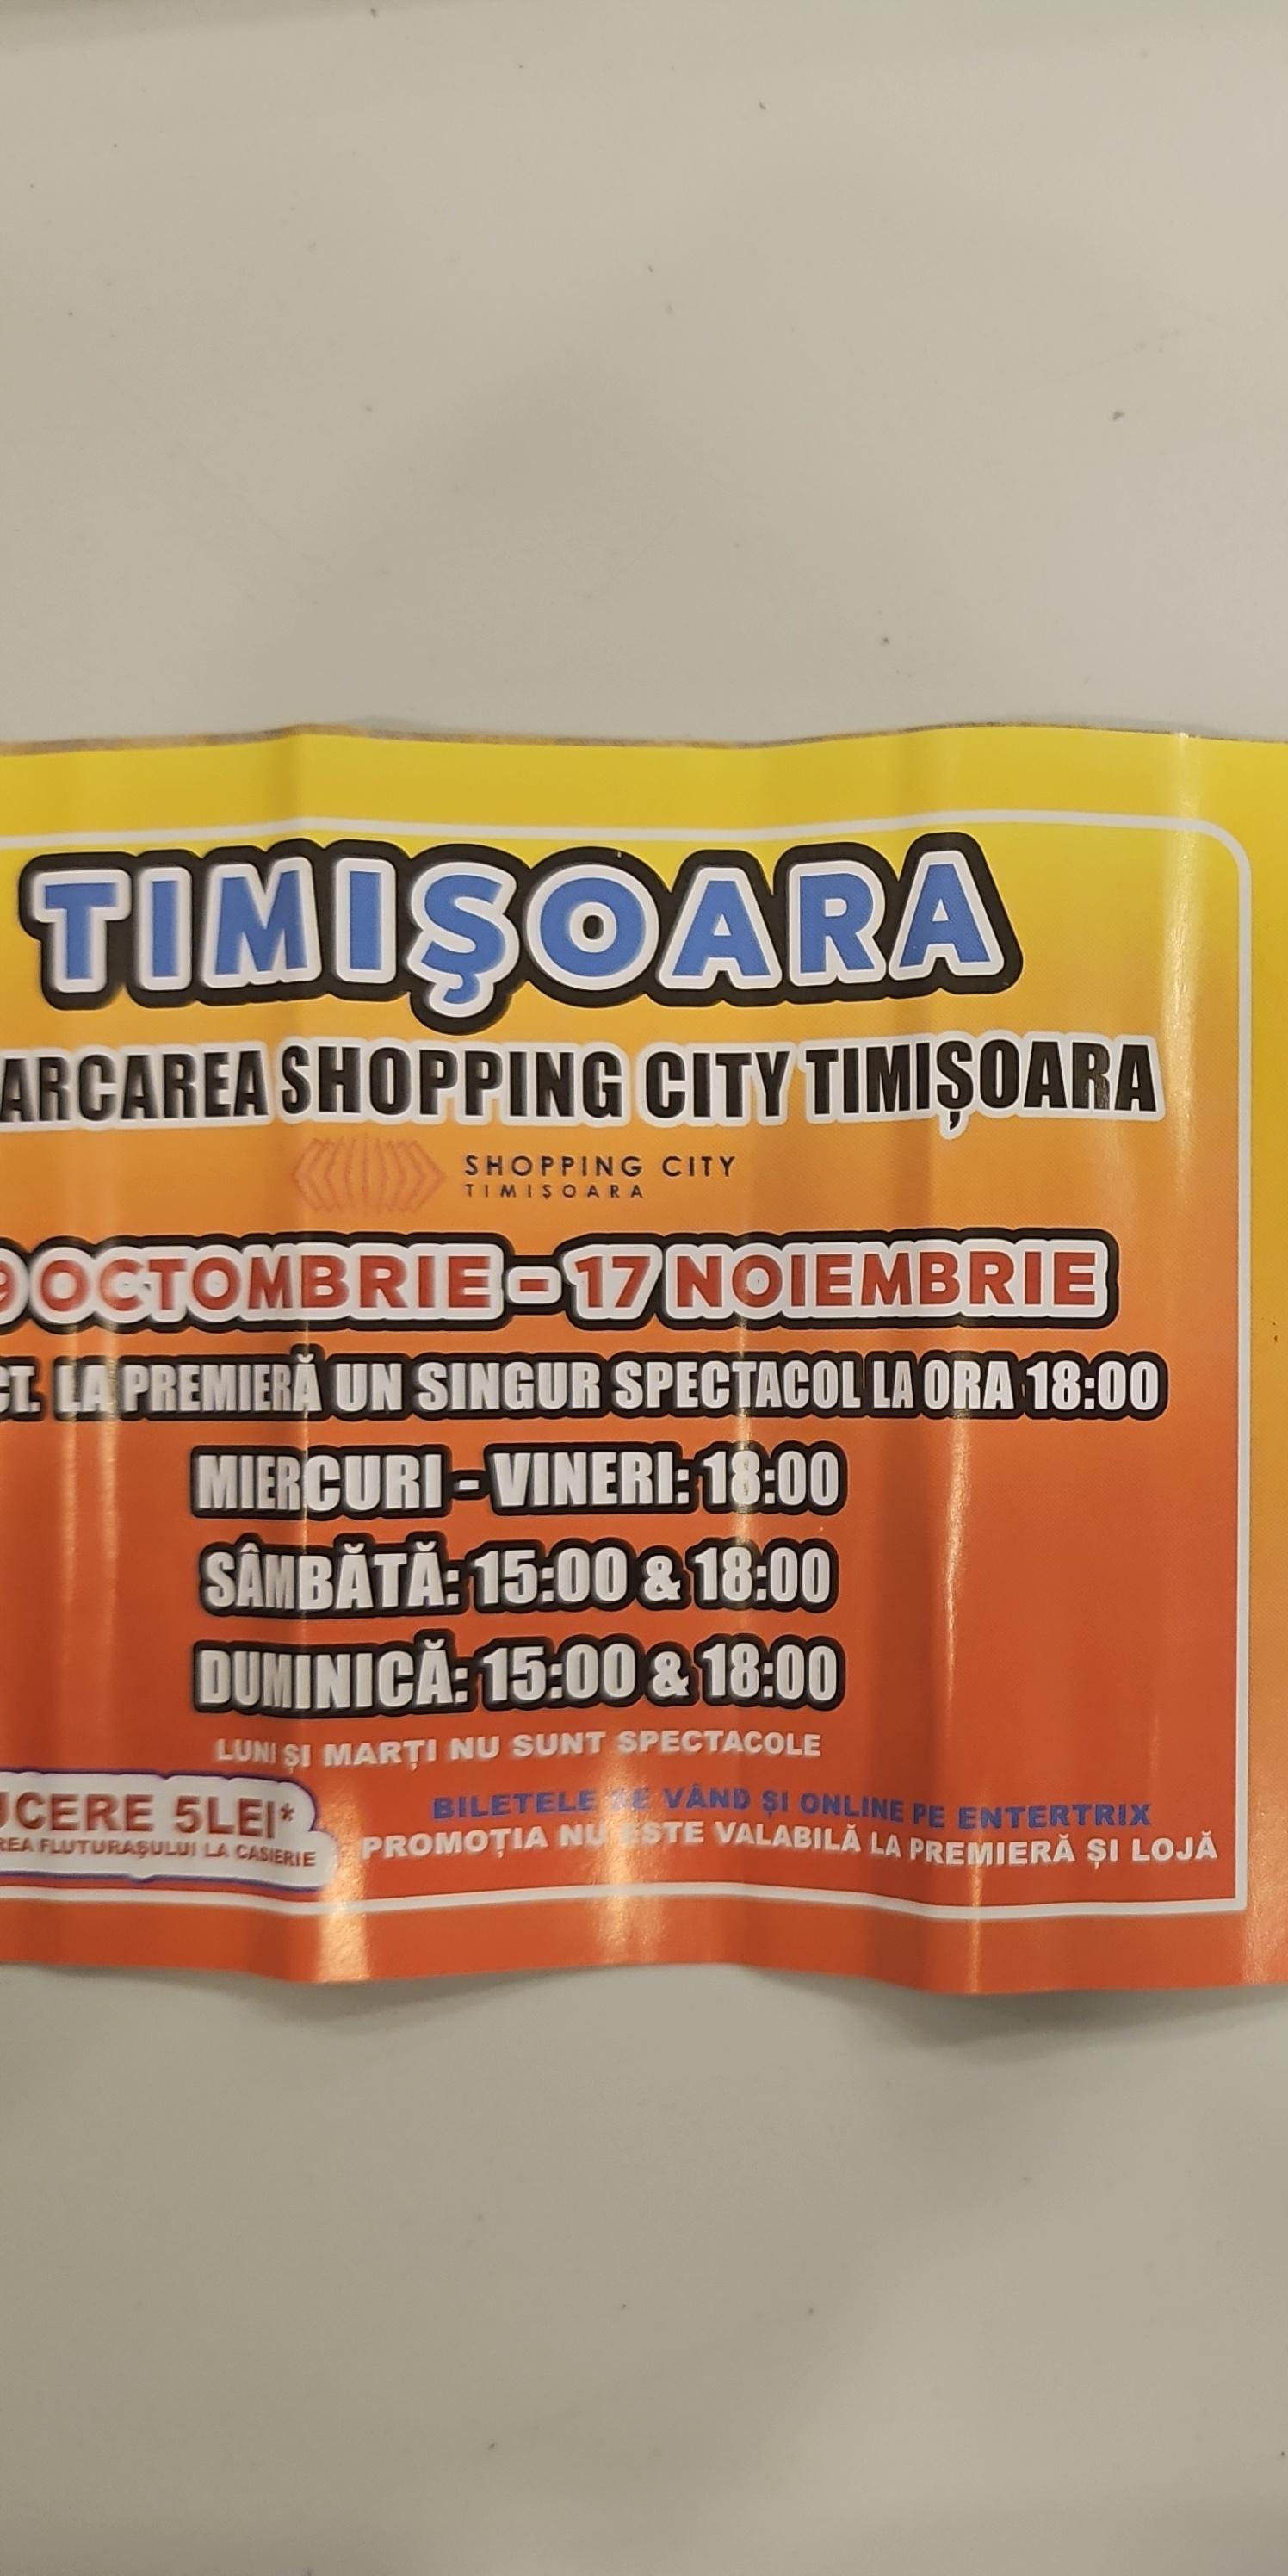 TIMIȘOARA
ARCAREA SHOPPING CITY TIMIȘOARA
SHOPPING CITY
TIMIȘOARA
9 OCTOMBRIE - 17 NOIEMBRIE
CT. LA PREMIERĂ UN SINGUR SPECTACOL LA ORA 18:00
MIERCURI - VINERI: 18:00
SÂMBĂTĂ: 15:00 & 18:00
DUMINICĂ: 15:00 & 18:00
LUNI ȘI MARȚI NU SUNT SPECTACOLE
UCERE 5LEI*
REA FLUTURAȘULUI LA CASIERIE
BILETELE SE VÂND ȘI ONLINE PE ENTERTRIX
PROMOȚIA NU ESTE VALABILĂ LA PREMIERĂ ȘI LOJĂ